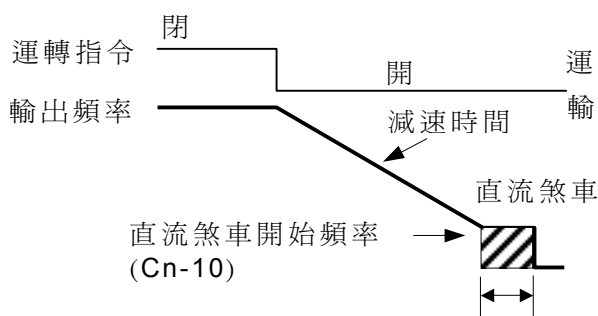 閉
運轉指令
開
運
輸出頻率
輸
減速時間
直流煞車
直流煞車開始頻率
(Cn-10)